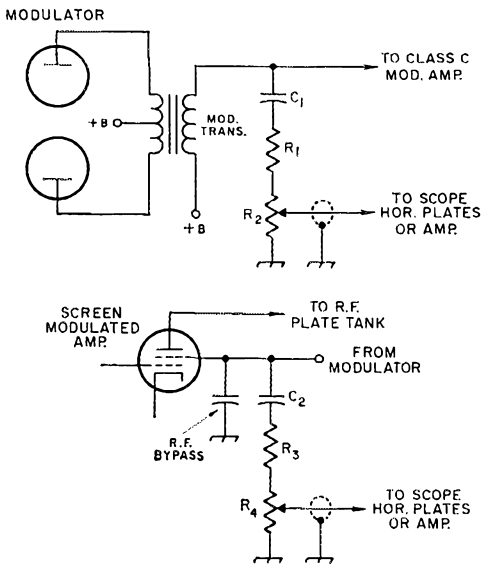 MODULATOR
TO CLASS C
MOD. AMP.
C1
+B
MOD.
TRANS.
R1
R2
TO SCOPE
HOR. PLATES
OR AMP.
+B
SCREEN
MODULATED
AMP.
TO R.F.
PLATE TANK
FROM
MODULATOR
C2
R.F.
BYPASS
R3
R4
TO SCOPE
HOR. PLATES
OR AMP.